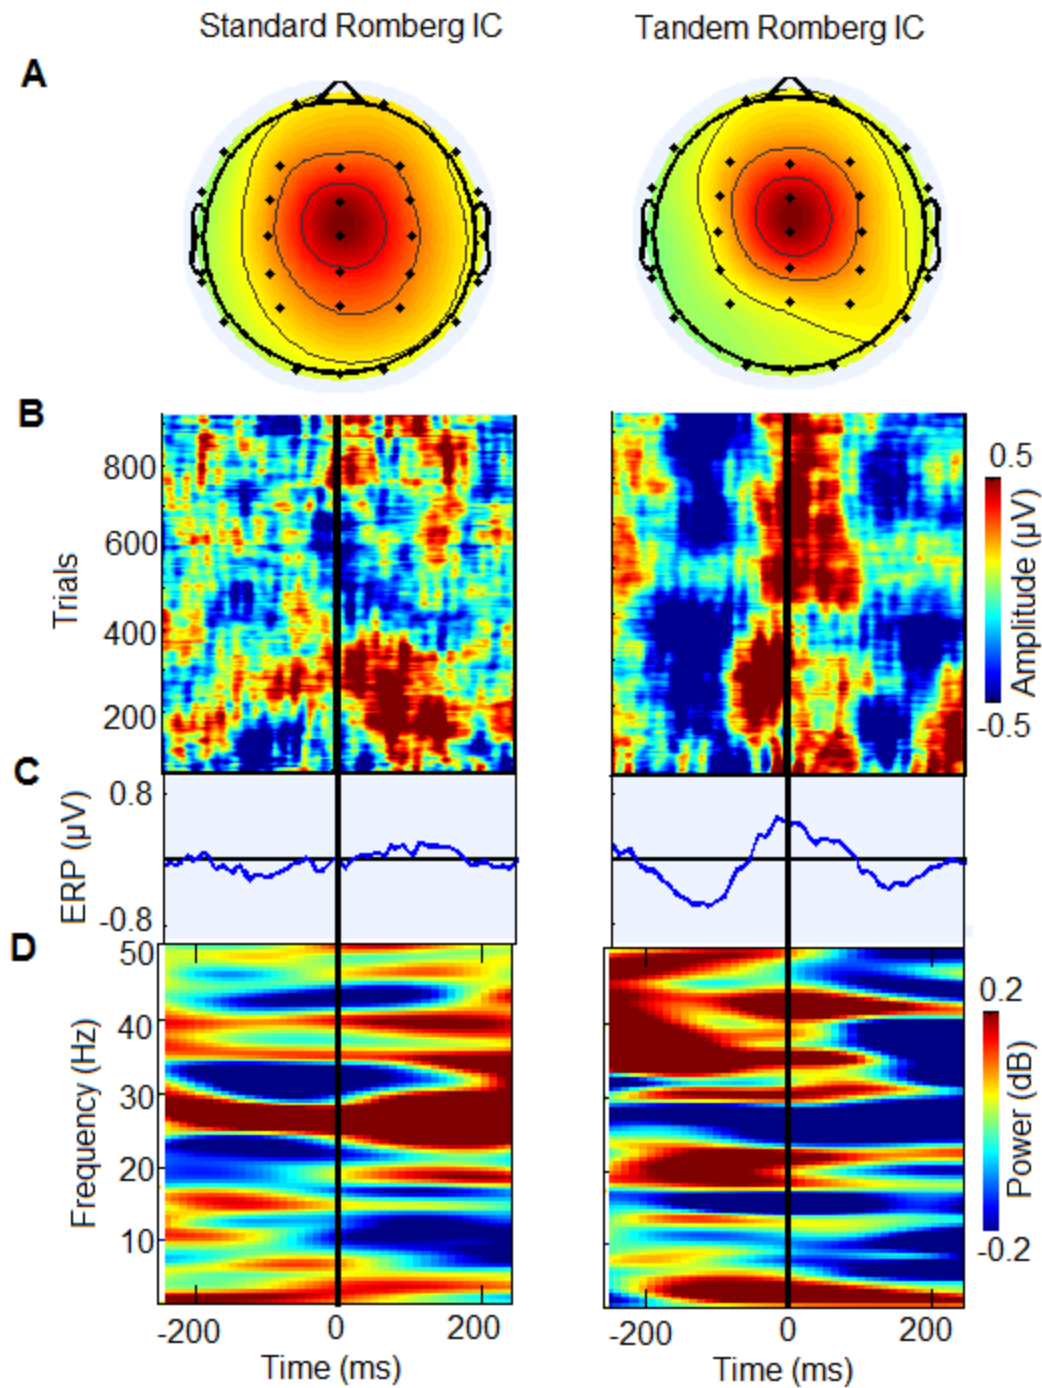 Standard Romberg IC
Tandem Romberg IC
A
B
800
600
400
200
Trials
0.5
-0.5
Amplitude (µV)
C
0.8
-0.8
ERP (µV)
D
50
40
30
20
10
Frequency (Hz)
0.2
-0.2
Power (dB)
-200
0
200
Time (ms)
-200
0
200
Time (ms)